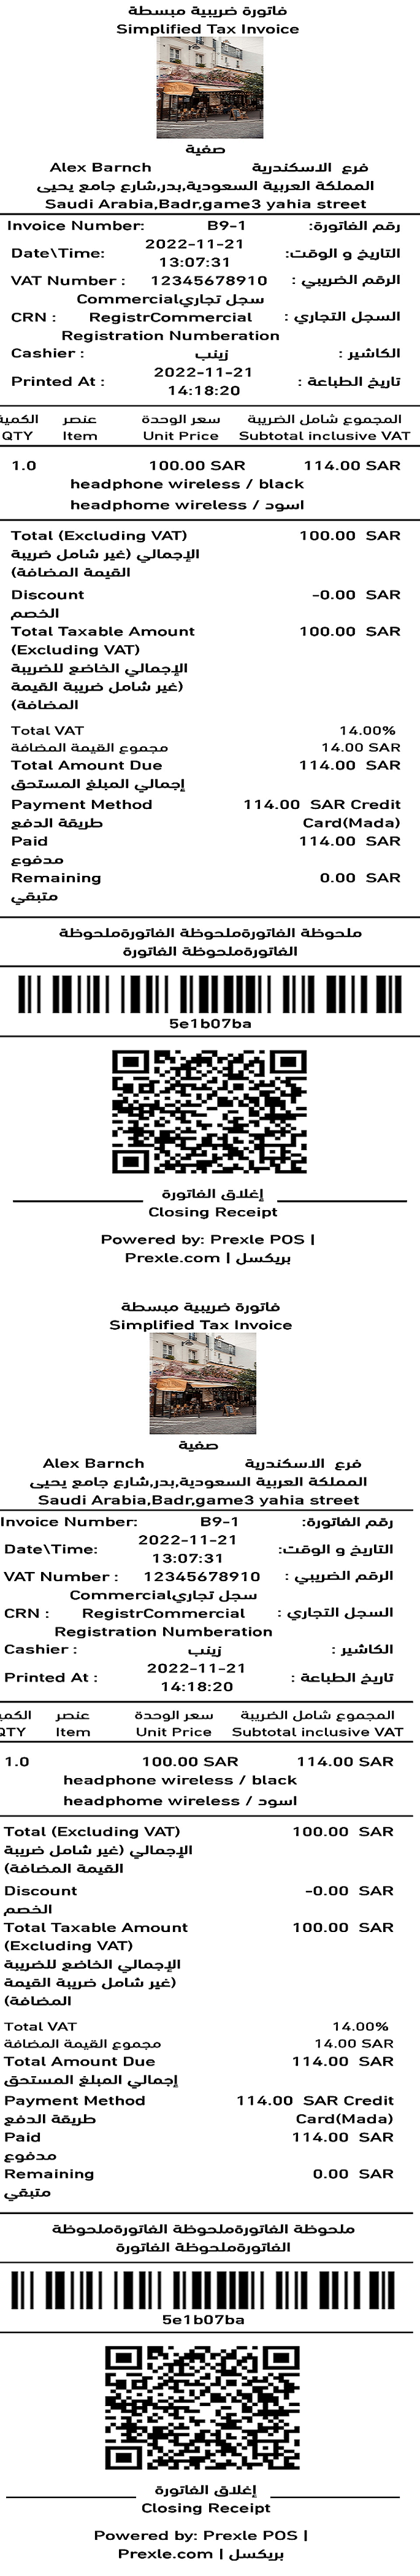 فاتورة ضريبية مبسطة
Simplified Tax Invoice
صفية
Alex Barnch فرع الاسكندرية
المملكة العربية السعودية,بدر,شارع جامع يحيى
Saudi Arabia,Badr,game3 yahia street
Invoice Number: B9-1 رقم الفاتورة:
Date\Time: 2022-11-21 13:07:31 التاريخ و الوقت:
VAT Number : 12345678910 الرقم الضريبي :
Commercialسجل تجاري
CRN : RegistrCommercial السجل التجاري :
Registration Numberation
Cashier : زينب الكاشير :
Printed At : 2022-11-21 14:18:20 تاريخ الطباعة :
الكمية عنصر سعر الوحدة المجموع شامل الضريبة
QTY Item Unit Price Subtotal inclusive VAT
1.0 100.00 SAR 114.00 SAR
headphone wireless / black
headphome wireless / اسود
Total (Excluding VAT) 100.00 SAR
الإجمالي (غير شامل ضريبة
القيمة المضافة)
Discount -0.00 SAR
الخصم
Total Taxable Amount 100.00 SAR
(Excluding VAT)
الإجمالي الخاضع للضريبة
(غير شامل ضريبة القيمة
المضافة)
Total VAT 14.00%
مجموع القيمة المضافة 14.00 SAR
Total Amount Due 114.00 SAR
إجمالي المبلغ المستحق
Payment Method 114.00 SAR Credit
طريقة الدفع Card(Mada)
Paid 114.00 SAR
مدفوع
Remaining 0.00 SAR
متبقي
ملحوظة الفاتورةملحوظة الفاتورةملحوظة
الفاتورةملحوظة الفاتورة
5e1b07ba
إغلاق الفاتورة
Closing Receipt
Powered by: Prexle POS |
Prexle.com | بريكسل
فاتورة ضريبية مبسطة
Simplified Tax Invoice
صفية
Alex Barnch فرع الاسكندرية
المملكة العربية السعودية,بدر,شارع جامع يحيى
Saudi Arabia,Badr,game3 yahia street
Invoice Number: B9-1 رقم الفاتورة:
Date\Time: 2022-11-21 13:07:31 التاريخ و الوقت:
VAT Number : 12345678910 الرقم الضريبي :
Commercialسجل تجاري
CRN : RegistrCommercial السجل التجاري :
Registration Numberation
Cashier : زينب الكاشير :
Printed At : 2022-11-21 14:18:20 تاريخ الطباعة :
الكمية عنصر سعر الوحدة المجموع شامل الضريبة
QTY Item Unit Price Subtotal inclusive VAT
1.0 100.00 SAR 114.00 SAR
headphone wireless / black
headphome wireless / اسود
Total (Excluding VAT) 100.00 SAR
الإجمالي (غير شامل ضريبة
القيمة المضافة)
Discount -0.00 SAR
الخصم
Total Taxable Amount 100.00 SAR
(Excluding VAT)
الإجمالي الخاضع للضريبة
(غير شامل ضريبة القيمة
المضافة)
Total VAT 14.00%
مجموع القيمة المضافة 14.00 SAR
Total Amount Due 114.00 SAR
إجمالي المبلغ المستحق
Payment Method 114.00 SAR Credit
طريقة الدفع Card(Mada)
Paid 114.00 SAR
مدفوع
Remaining 0.00 SAR
متبقي
ملحوظة الفاتورةملحوظة الفاتورةملحوظة
الفاتورةملحوظة الفاتورة
5e1b07ba
إغلاق الفاتورة
Closing Receipt
Powered by: Prexle POS |
Prexle.com | بريكسل